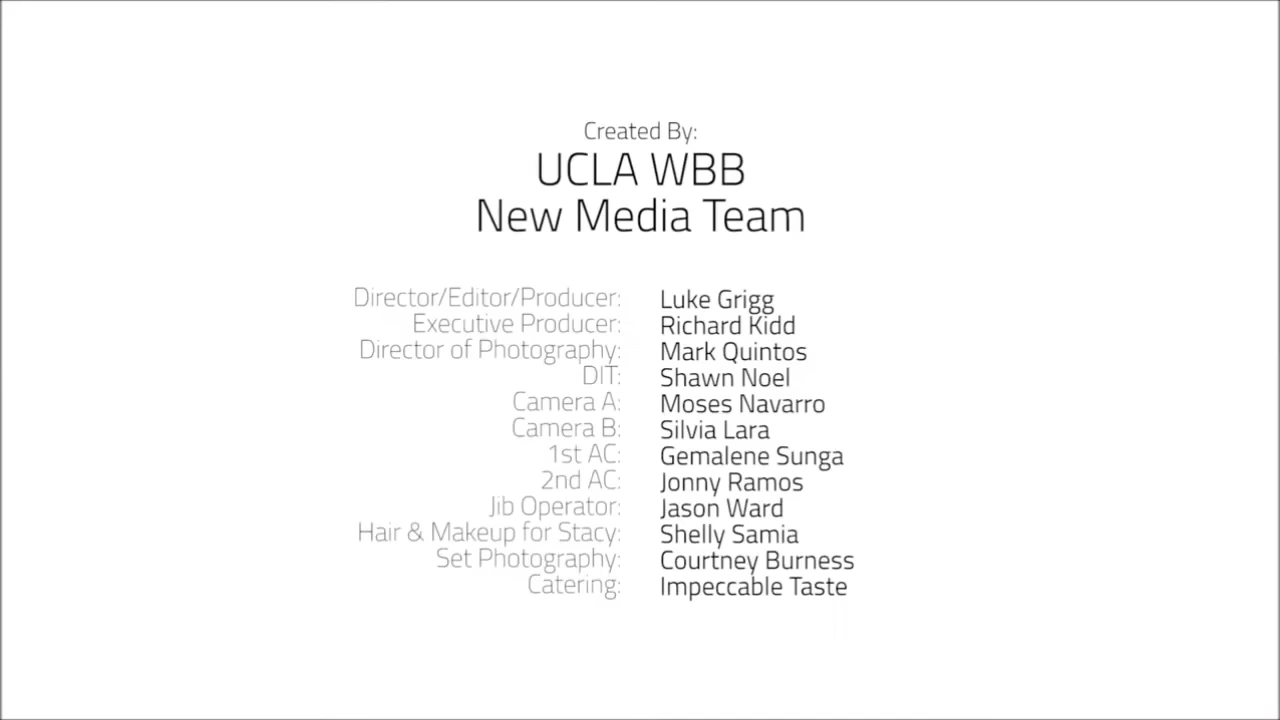 Created By:
UCLA WBB
New Media Team
Director/Editor/Producer: Luke Grigg
Executive Producer: Richard Kidd
Director of Photography: Mark Quintos
DIT: Shawn Noel
Camera A: Moses Navarro
Camera B: Silvia Lara
1st AC: Gemalene Sunga
2nd AC: Jonny Ramos
Jib Operator: Jason Ward
Hair & Makeup for Stacy: Shelly Samia
Set Photography: Courtney Burness
Catering: Impeccable Taste